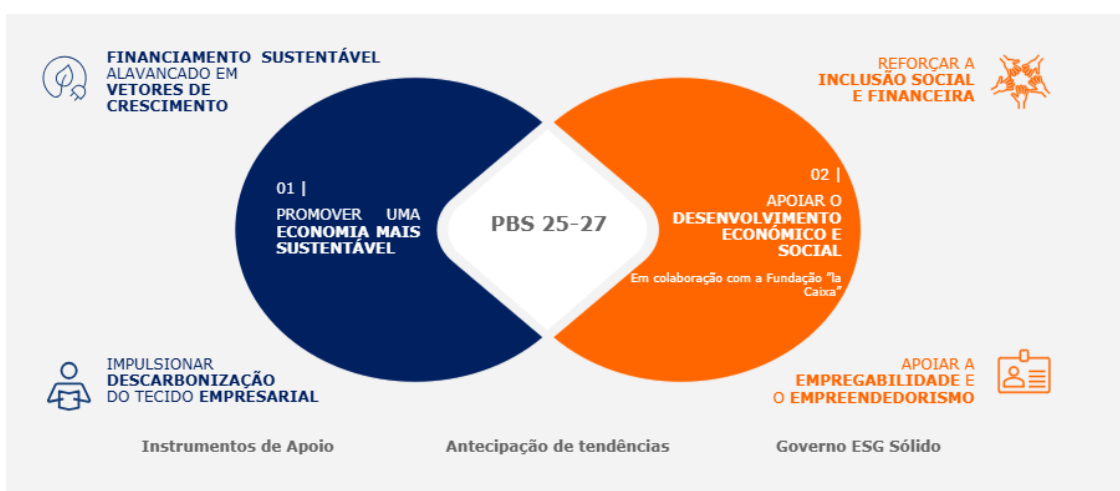 FINANCIAMENTO SUSTENTÁVEL
ALAVANCADO EM
VETORES DE
CRESCIMENTO
REFORÇAR A
INCLUSÃO SOCIAL
E FINANCEIRA
01 |
PROMOVER UMA
ECONOMIA MAIS
SUSTENTÁVEL
PBS 25-27
02 |
APOIAR O
DESENVOLVIMENTO
ECONÓMICO E
SOCIAL
Em colaboração com a Fundação "la
Caixa"
IMPULSIONAR
DESCARBONIZAÇÃO
DO TECIDO EMPRESARIAL
APOIAR A
EMPREGABILIDADE E
O EMPREENDEDORISMO
Instrumentos de Apoio
Antecipação de tendências
Governo ESG Sólido